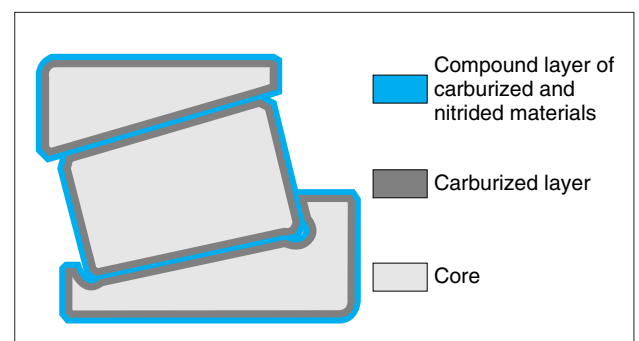 Compound layer of
carburized and
nitrided materials
Carburized layer
Core